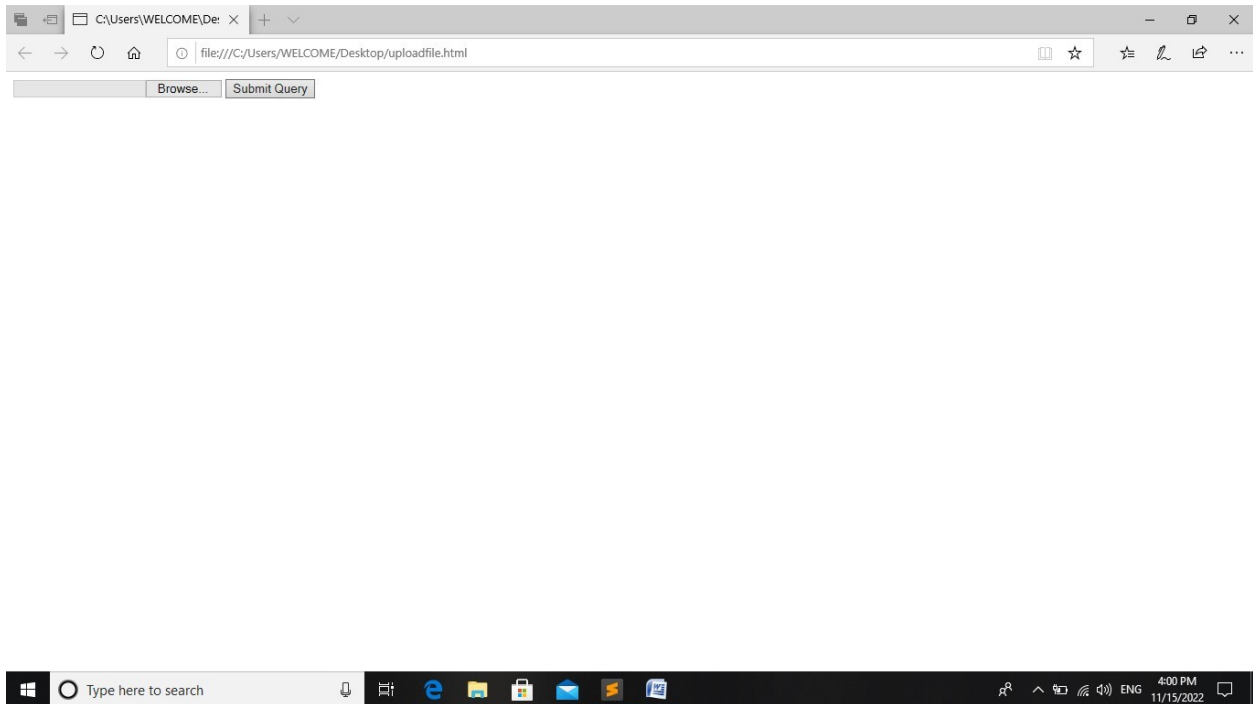 C:\Users\WELCOME\De:
file:///C:/Users/WELCOME/Desktop/uploadfile.html
Browse... Submit Query
Type here to search
ENG
4:00 PM
11/15/2022